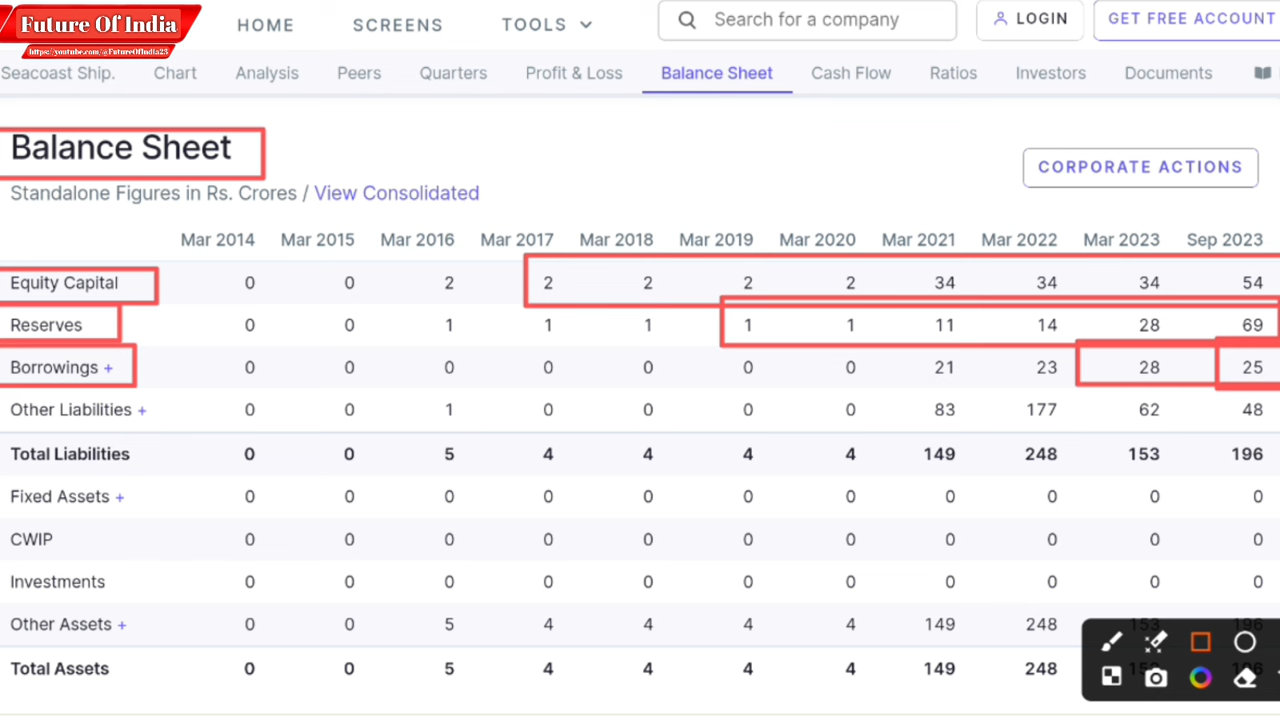 Future Of India
https://youtube.com/@FutureOfIndia23
HOME SCREENS TOOLS Search for a company LOGIN GET FREE ACCOUNT
Seacoast Ship. Chart Analysis Peers Quarters Profit & Loss Balance Sheet Cash Flow Ratios Investors Documents
Balance Sheet
CORPORATE ACTIONS
Standalone Figures in Rs. Crores / View Consolidated
Mar 2014 Mar 2015 Mar 2016 Mar 2017 Mar 2018 Mar 2019 Mar 2020 Mar 2021 Mar 2022 Mar 2023 Sep 2023
Equity Capital 0 0 2 2 2 2 2 34 34 34 54
Reserves 0 0 1 1 1 1 1 11 14 28 69
Borrowings + 0 0 0 0 0 0 0 21 23 28 25
Other Liabilities + 0 0 1 0 0 0 0 83 177 62 48
Total Liabilities 0 0 5 4 4 4 4 149 248 153 196
Fixed Assets + 0 0 0 0 0 0 0 0 0 0 0
CWIP 0 0 0 0 0 0 0 0 0 0 0
Investments 0 0 0 0 0 0 0 0 0 0 0
Other Assets + 0 0 5 4 4 4 4 149 248 153 196
Total Assets 0 0 5 4 4 4 4 149 248